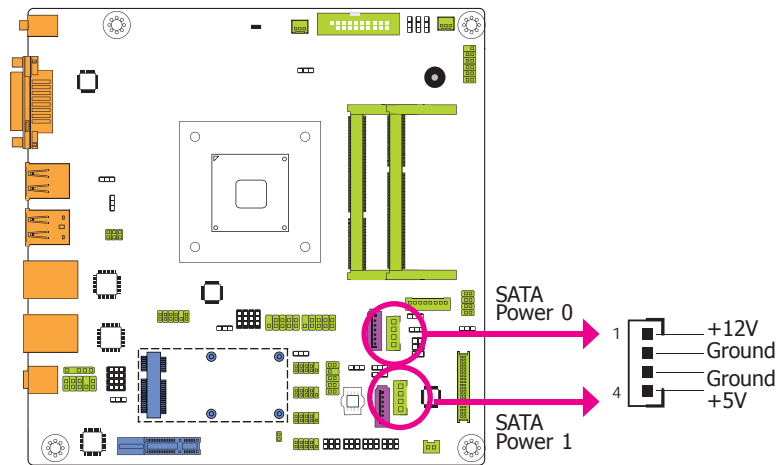 SATA
Power 0
1
+12V
Ground
Ground
4
+5V
SATA
Power 1